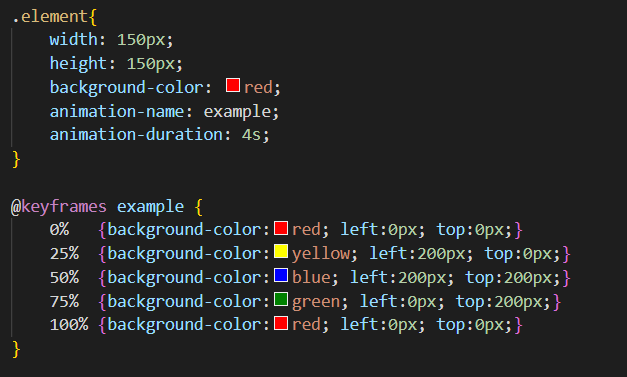 .element{
    width: 150px;
    height: 150px;
    background-color: red;
    animation-name: example;
    animation-duration: 4s;
}

@keyframes example {
    0%   {background-color:red; left:0px; top:0px;}
    25%  {background-color:yellow; left:200px; top:0px;}
    50%  {background-color:blue; left:200px; top:200px;}
    75%  {background-color:green; left:0px; top:200px;}
    100% {background-color:red; left:0px; top:0px;}
}